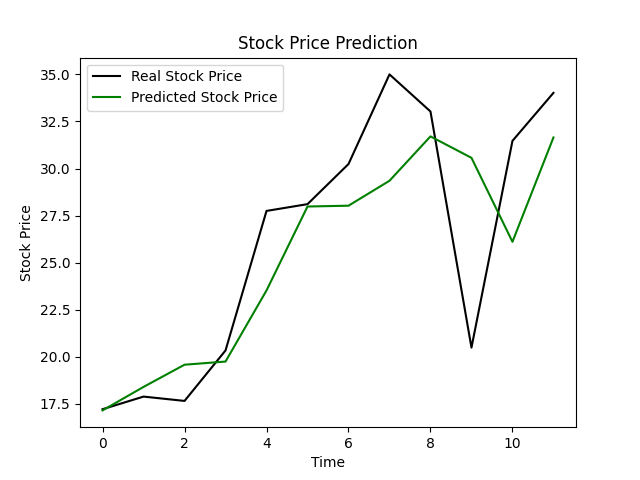 Stock Price Prediction
Real Stock Price
Predicted Stock Price
35.0
32.5
30.0
27.5
25.0
22.5
20.0
17.5
Stock Price
0 2 4 6 8 10
Time